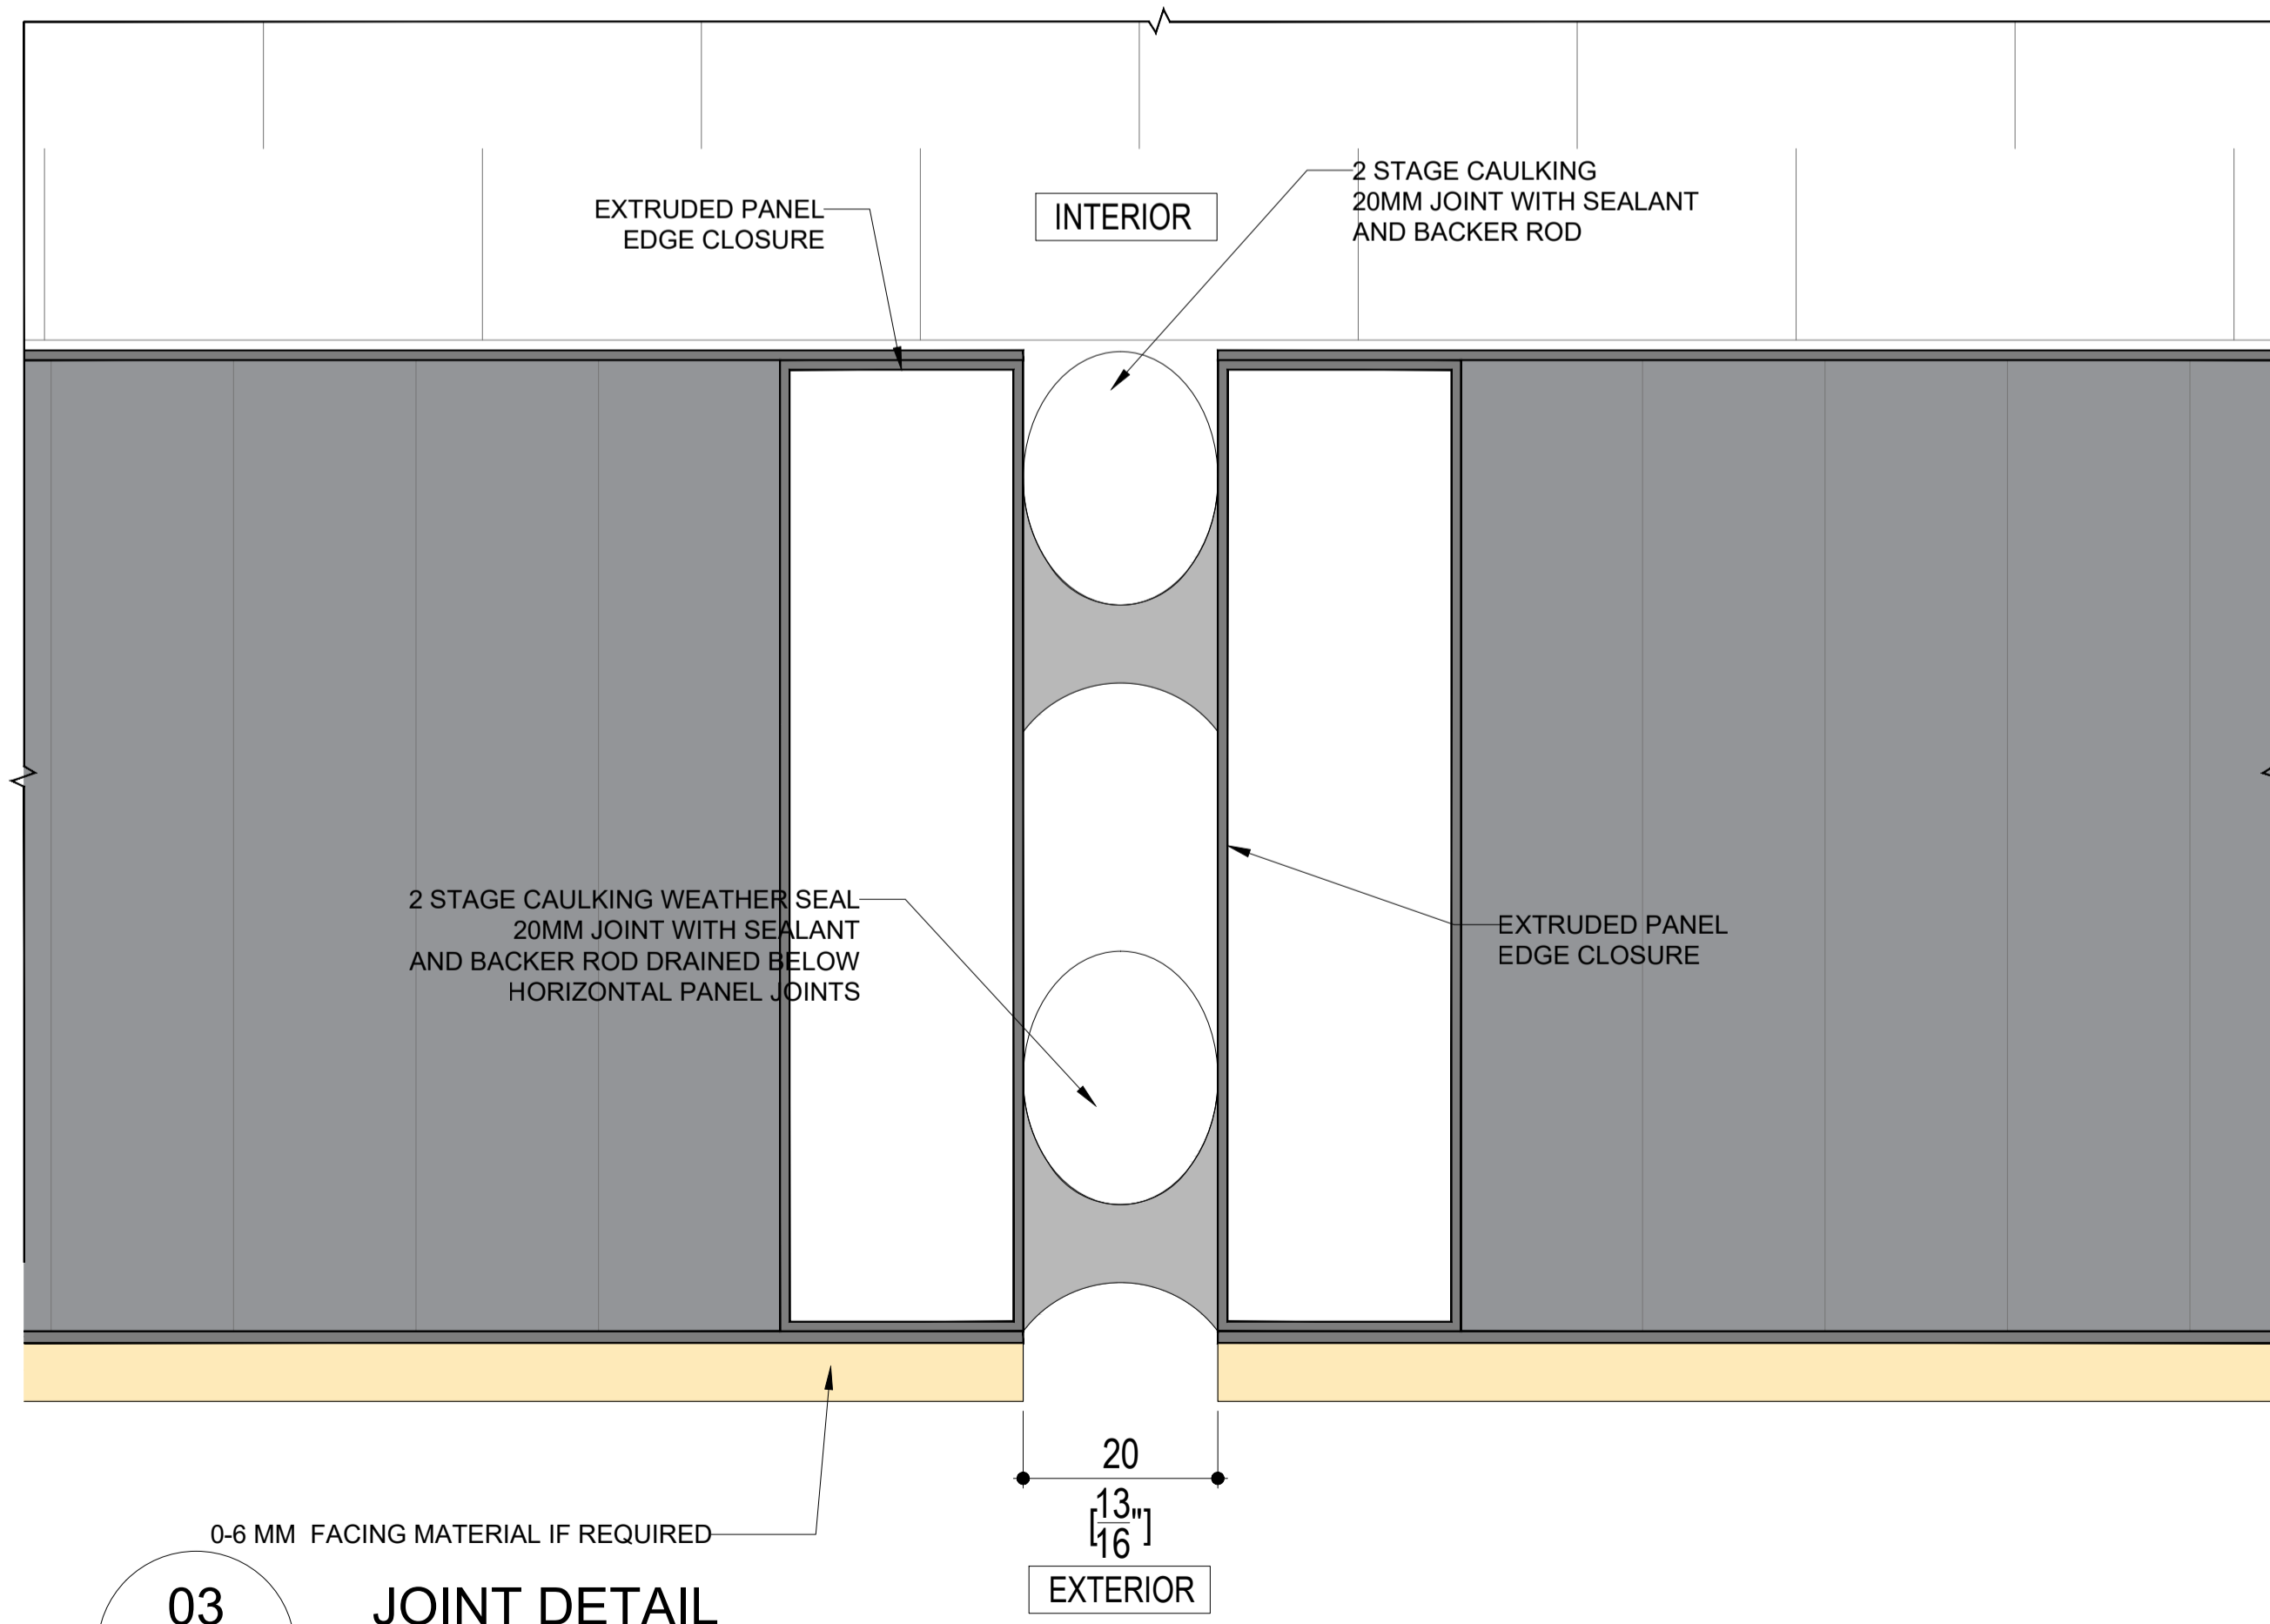 EXTRUDED PANEL
EDGE CLOSURE
INTERIOR
2 STAGE CAULKING
20MM JOINT WITH SEALANT
AND BACKER ROD
2 STAGE CAULKING WEATHER SEAL
20MM JOINT WITH SEALANT
AND BACKER ROD DRAINED BELOW
HORIZONTAL PANEL JOINTS
EXTRUDED PANEL
EDGE CLOSURE
20
[13/16"]
0-6 MM FACING MATERIAL IF REQUIRED
EXTERIOR
03
JOINT DETAIL